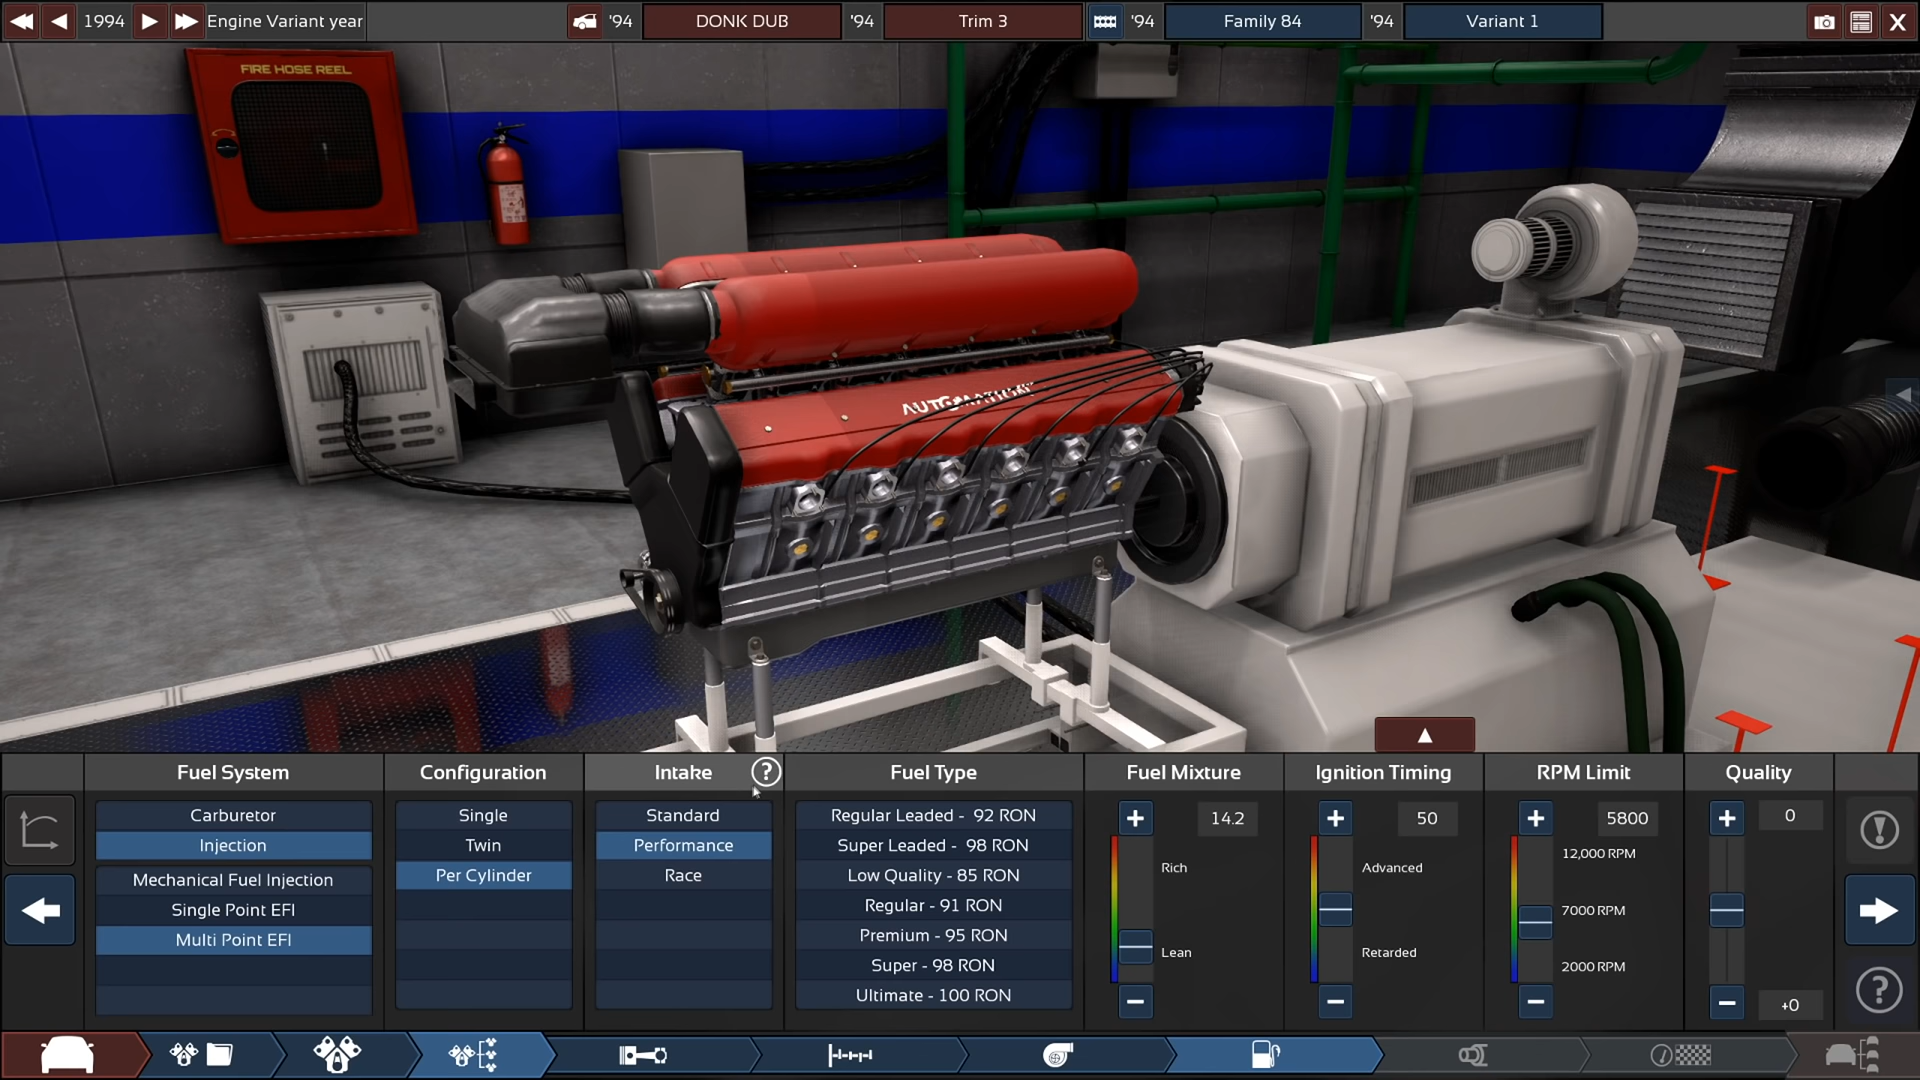 1994 Engine Variant year '94 DONK DUB '94 Trim 3 '94 Family 84 '94 Variant 1
FIRE HOSE REEL
AUTOMATION
Fuel System
Carburetor
Injection
Mechanical Fuel Injection
Single Point EFI
Multi Point EFI
Configuration
Single
Twin
Per Cylinder
Intake ?
Standard
Performance
Race
Fuel Type
Regular Leaded - 92 RON
Super Leaded - 98 RON
Low Quality - 85 RON
Regular - 91 RON
Premium - 95 RON
Super - 98 RON
Ultimate - 100 RON
Fuel Mixture
14.2
Rich
Lean
Ignition Timing
50
Advanced
Retarded
RPM Limit
5800
12,000 RPM
7000 RPM
2000 RPM
Quality
0
+0